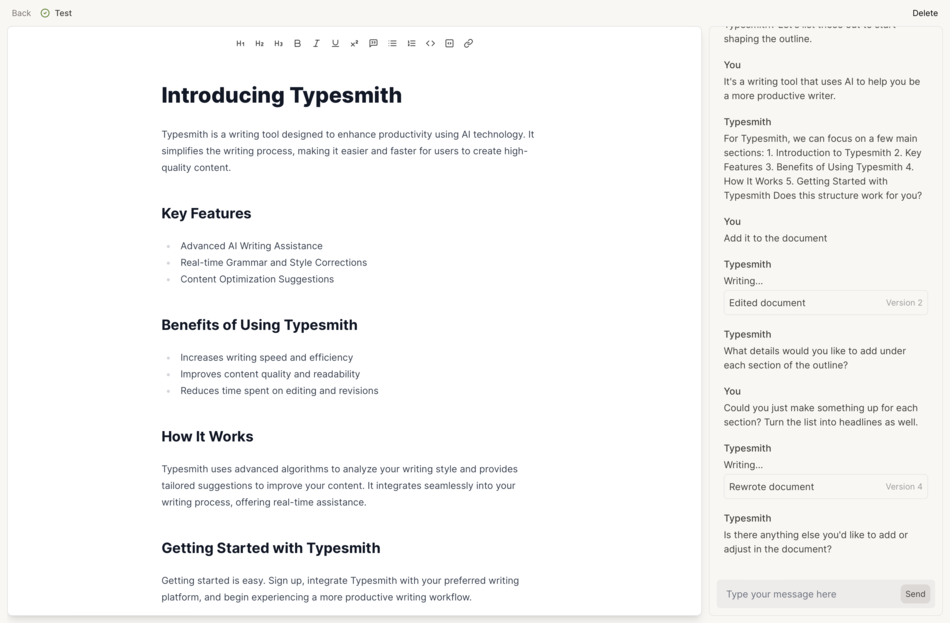 Back
Test
Delete
H1 H2 H3 B I U x²
Introducing Typesmith
Typesmith is a writing tool designed to enhance productivity using AI technology. It
simplifies the writing process, making it easier and faster for users to create high-
quality content.
Key Features
Advanced AI Writing Assistance
Real-time Grammar and Style Corrections
Content Optimization Suggestions
Benefits of Using Typesmith
Increases writing speed and efficiency
Improves content quality and readability
Reduces time spent on editing and revisions
How It Works
Typesmith uses advanced algorithms to analyze your writing style and provides
tailored suggestions to improve your content. It integrates seamlessly into your
writing process, offering real-time assistance.
Getting Started with Typesmith
Getting started is easy. Sign up, integrate Typesmith with your preferred writing
platform, and begin experiencing a more productive writing workflow.
shaping the outline.
You
It's a writing tool that uses AI to help you be
a more productive writer.
Typesmith
For Typesmith, we can focus on a few main
sections: 1. Introduction to Typesmith 2. Key
Features 3. Benefits of Using Typesmith 4.
How It Works 5. Getting Started with
Typesmith Does this structure work for you?
You
Add it to the document
Typesmith
Writing...
Edited document
Version 2
Typesmith
What details would you like to add under
each section of the outline?
You
Could you just make something up for each
section? Turn the list into headlines as well.
Typesmith
Writing...
Rewrote document
Version 4
Typesmith
Is there anything else you'd like to add or
adjust in the document?
Type your message here
Send